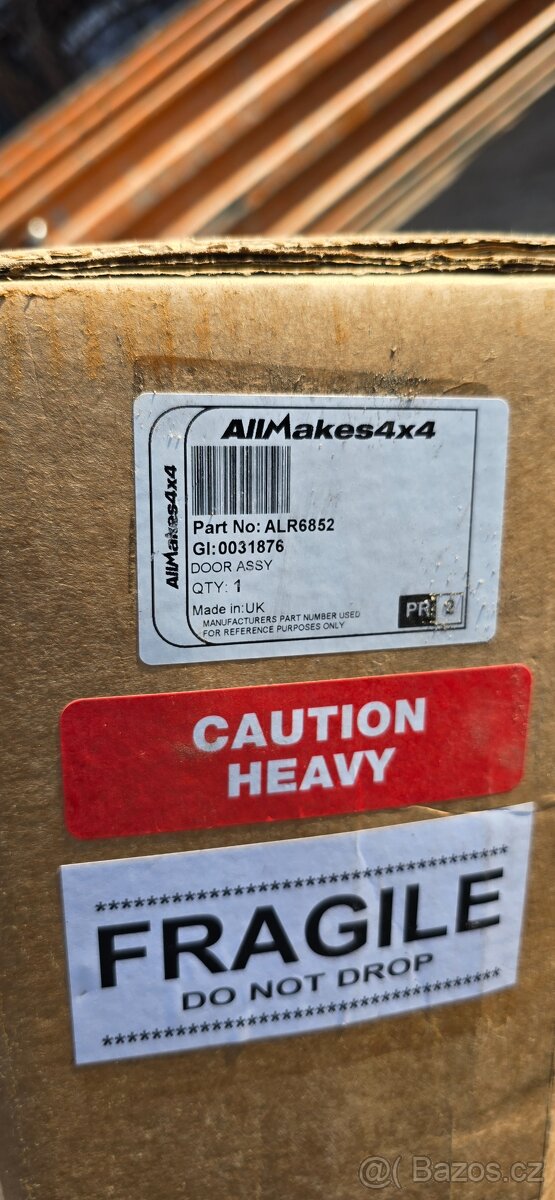 AllMakes4x4
AllMakes4x4
Part No: ALR6852
GI:0031876
DOOR ASSY
QTY: 1
Made in:UK
MANUFACTURERS PART NUMBER USED
FOR REFERENCE PURPOSES ONLY
PR 2
CAUTION
HEAVY
************************************
FRAGILE
DO NOT DROP
************************************
@ Bazos.cz